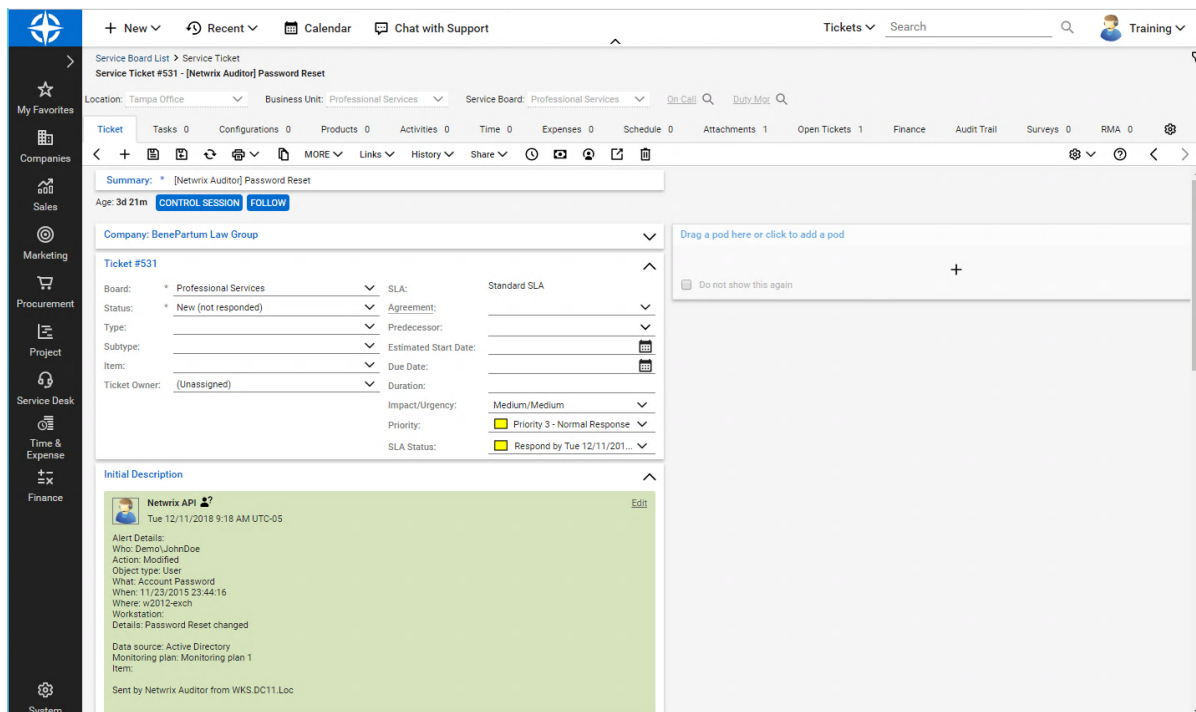 New Recent Calendar Chat with Support Tickets Search Training
Service Board List > Service Ticket
Service Ticket #531 - [Netwrix Auditor] Password Reset
Location: Tampa Office Business Unit: Professional Services Service Board: Professional Services On Call Duty Mgr
Ticket Tasks 0 Configurations 0 Products 0 Activities 0 Time 0 Expenses 0 Schedule 0 Attachments 1 Open Tickets 1 Finance Audit Trail Surveys 0 RMA 0
MORE Links History Share
My Favorites
Companies
Sales
Marketing
Procurement
Project
Service Desk
Time &
Expense
Finance
System
Summary: * [Netwrix Auditor] Password Reset
Age: 3d 21m CONTROL SESSION FOLLOW
Company: BenePartum Law Group
Ticket #531
Board: * Professional Services
Status: * New (not responded)
Type:
Subtype:
Item:
Ticket Owner: (Unassigned)
SLA: Standard SLA
Agreement:
Predecessor:
Estimated Start Date:
Due Date:
Duration:
Impact/Urgency: Medium/Medium
Priority: Priority 3 - Normal Response
SLA Status: Respond by Tue 12/11/201...
Initial Description
Netwrix API Edit
Tue 12/11/2018 9:18 AM UTC-05
Alert Details:
Who: Demo\JohnDoe
Action: Modified
Object type: User
What: Account Password
When: 11/23/2015 23:44:16
Where: w2012-exch
Workstation:
Details: Password Reset changed
Data source: Active Directory
Monitoring plan: Monitoring plan 1
Item:
Sent by Netwrix Auditor from WKS.DC11.Loc
Drag a pod here or click to add a pod
Do not show this again